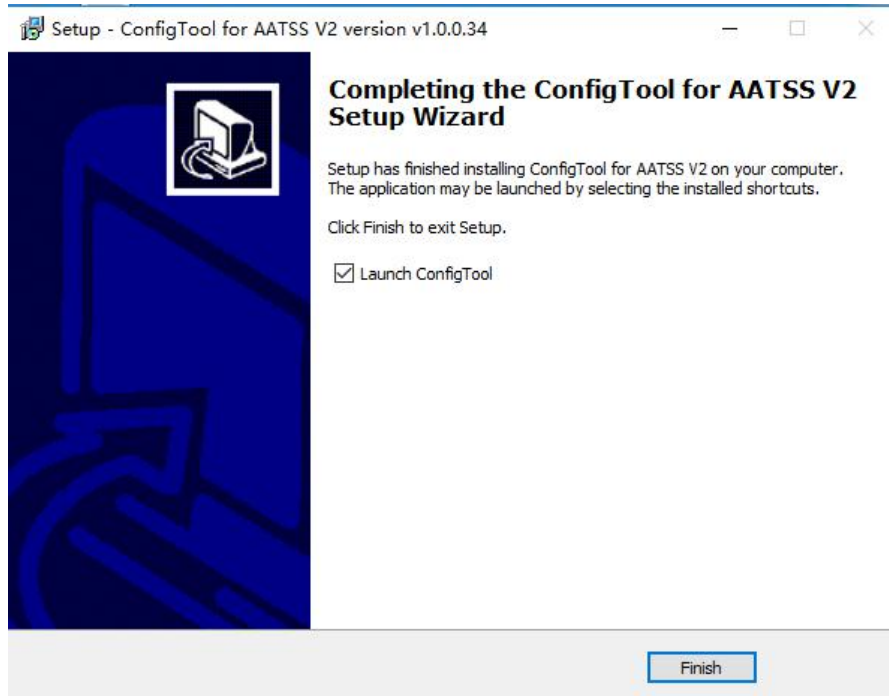 Setup - ConfigTool for AATSS V2 version v1.0.0.34
Completing the ConfigTool for AATSS V2
Setup Wizard
Setup has finished installing ConfigTool for AATSS V2 on your computer.
The application may be launched by selecting the installed shortcuts.
Click Finish to exit Setup.
Launch ConfigTool
Finish